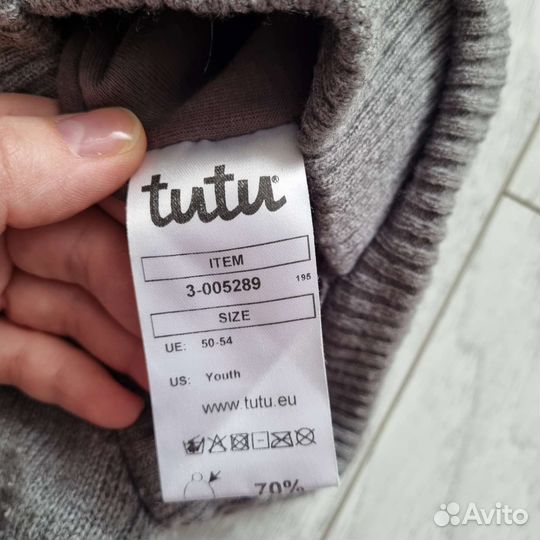 tutu®
ITEM
3-005289
195
SIZE
UE: 50-54
US: Youth
www.tutu.eu
70%
Avito